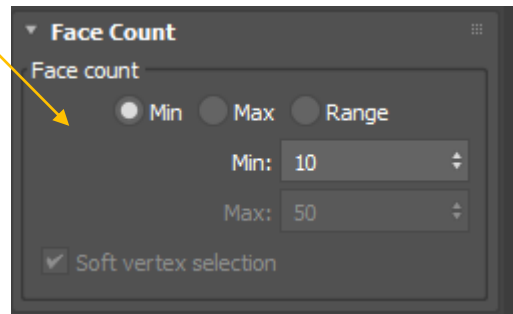 Face Count
Face count
Min Max Range
Min: 10
Max: 50
Soft vertex selection